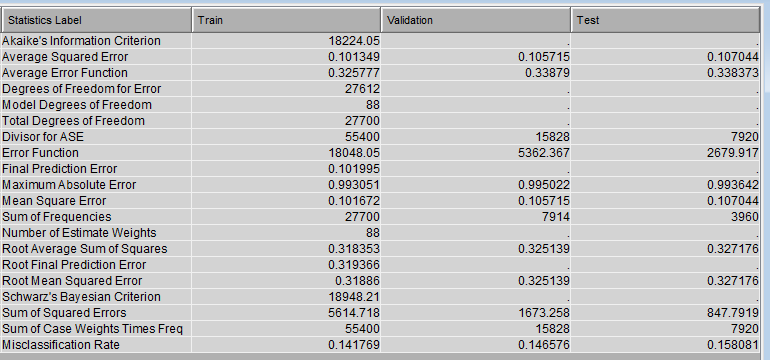 Statistics Label Train Validation Test
Akaike's Information Criterion 18224.05 . .
Average Squared Error 0.101349 0.105715 0.107044
Average Error Function 0.325777 0.33879 0.338373
Degrees of Freedom for Error 27612 . .
Model Degrees of Freedom 88 . .
Total Degrees of Freedom 27700 . .
Divisor for ASE 55400 15828 7920
Error Function 18048.05 5362.367 2679.917
Final Prediction Error 0.101995 . .
Maximum Absolute Error 0.993051 0.995022 0.993642
Mean Square Error 0.101672 0.105715 0.107044
Sum of Frequencies 27700 7914 3960
Number of Estimate Weights 88 . .
Root Average Sum of Squares 0.318353 0.325139 0.327176
Root Final Prediction Error 0.319366 . .
Root Mean Squared Error 0.31886 0.325139 0.327176
Schwarz's Bayesian Criterion 18948.21 . .
Sum of Squared Errors 5614.718 1673.258 847.7919
Sum of Case Weights Times Freq 55400 15828 7920
Misclassification Rate 0.141769 0.146576 0.158081